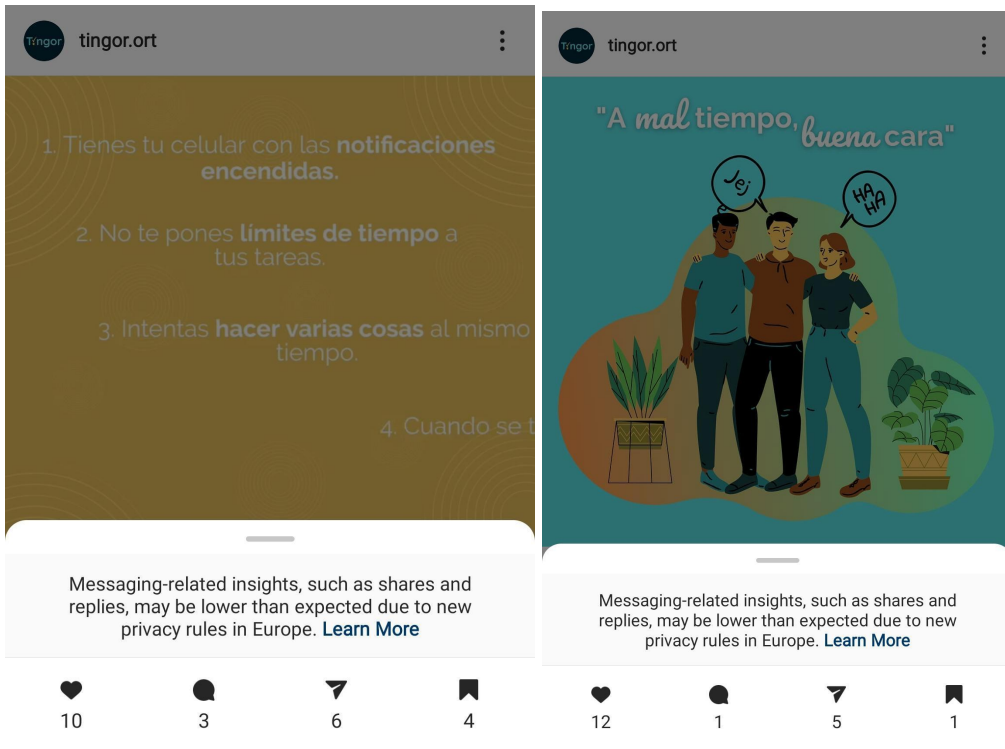 Tingor
tingor.ort
1. Tienes tu celular con las notificaciones
encendidas.
2. No te pones límites de tiempo a
tus tareas.
3. Intentas hacer varias cosas al mismo
tiempo.
4. Cuando se t
Messaging-related insights, such as shares and
replies, may be lower than expected due to new
privacy rules in Europe. Learn More
10 3 6 4
Tingor
tingor.ort
"A mal tiempo, buena cara"
Jej
e
HA
HA
Messaging-related insights, such as shares and
replies, may be lower than expected due to new
privacy rules in Europe. Learn More
12 1 5 1